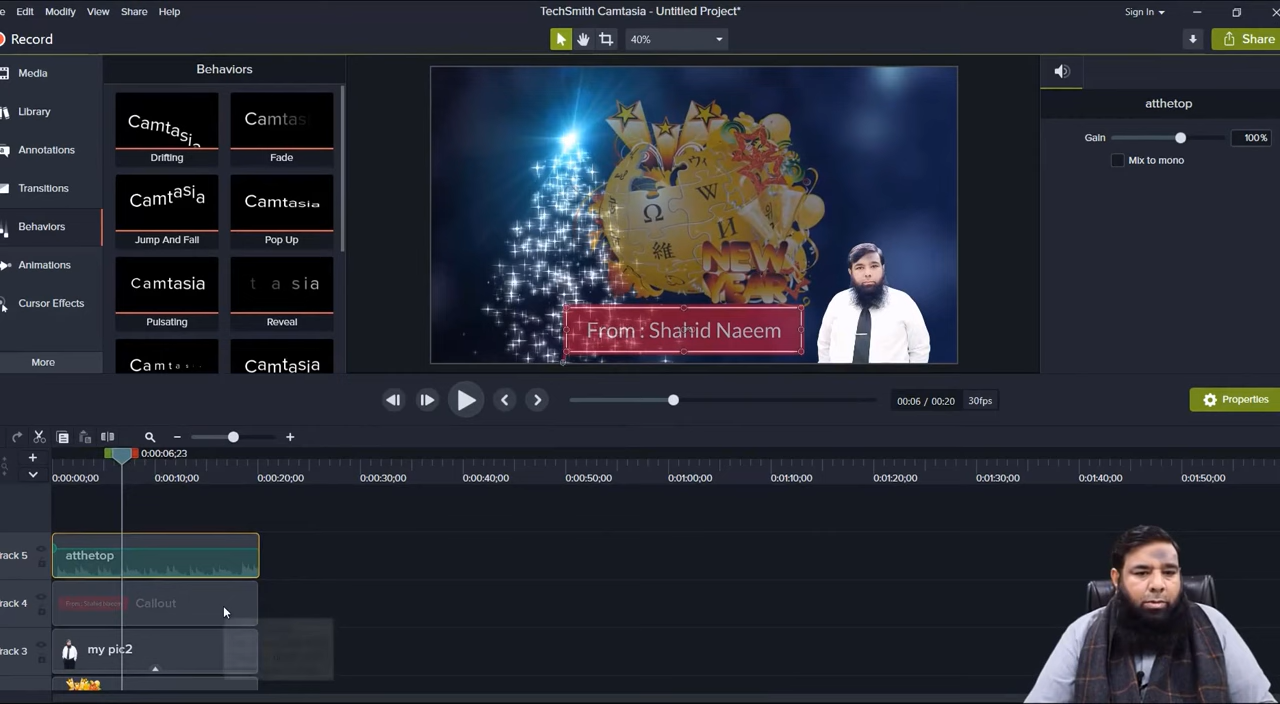 Edit Modify View Share Help
TechSmith Camtasia - Untitled Project*
Sign In
Record
40%
Share
Media
Library
Annotations
Transitions
Behaviors
Animations
Cursor Effects
More
Behaviors
Camtasia
Drifting
Camtas
Fade
Camtasia
Jump And Fall
Camtasia
Pop Up
Camtasia
Pulsating
t a sia
Reveal
Camtas
Camtasia
Ω
W
И
維
NEW
YEAR
From : Shahid Naeem
atthetop
Gain
100%
Mix to mono
00:06 / 00:20
30fps
Properties
0:00:06;23
0:00:00;00
0:00:10;00
0:00:20;00
0:00:30;00
0:00:40;00
0:00:50;00
0:01:00;00
0:01:10;00
0:01:20;00
0:01:30;00
0:01:40;00
0:01:50;00
rack 5
atthetop
rack 4
Callout
rack 3
my pic2